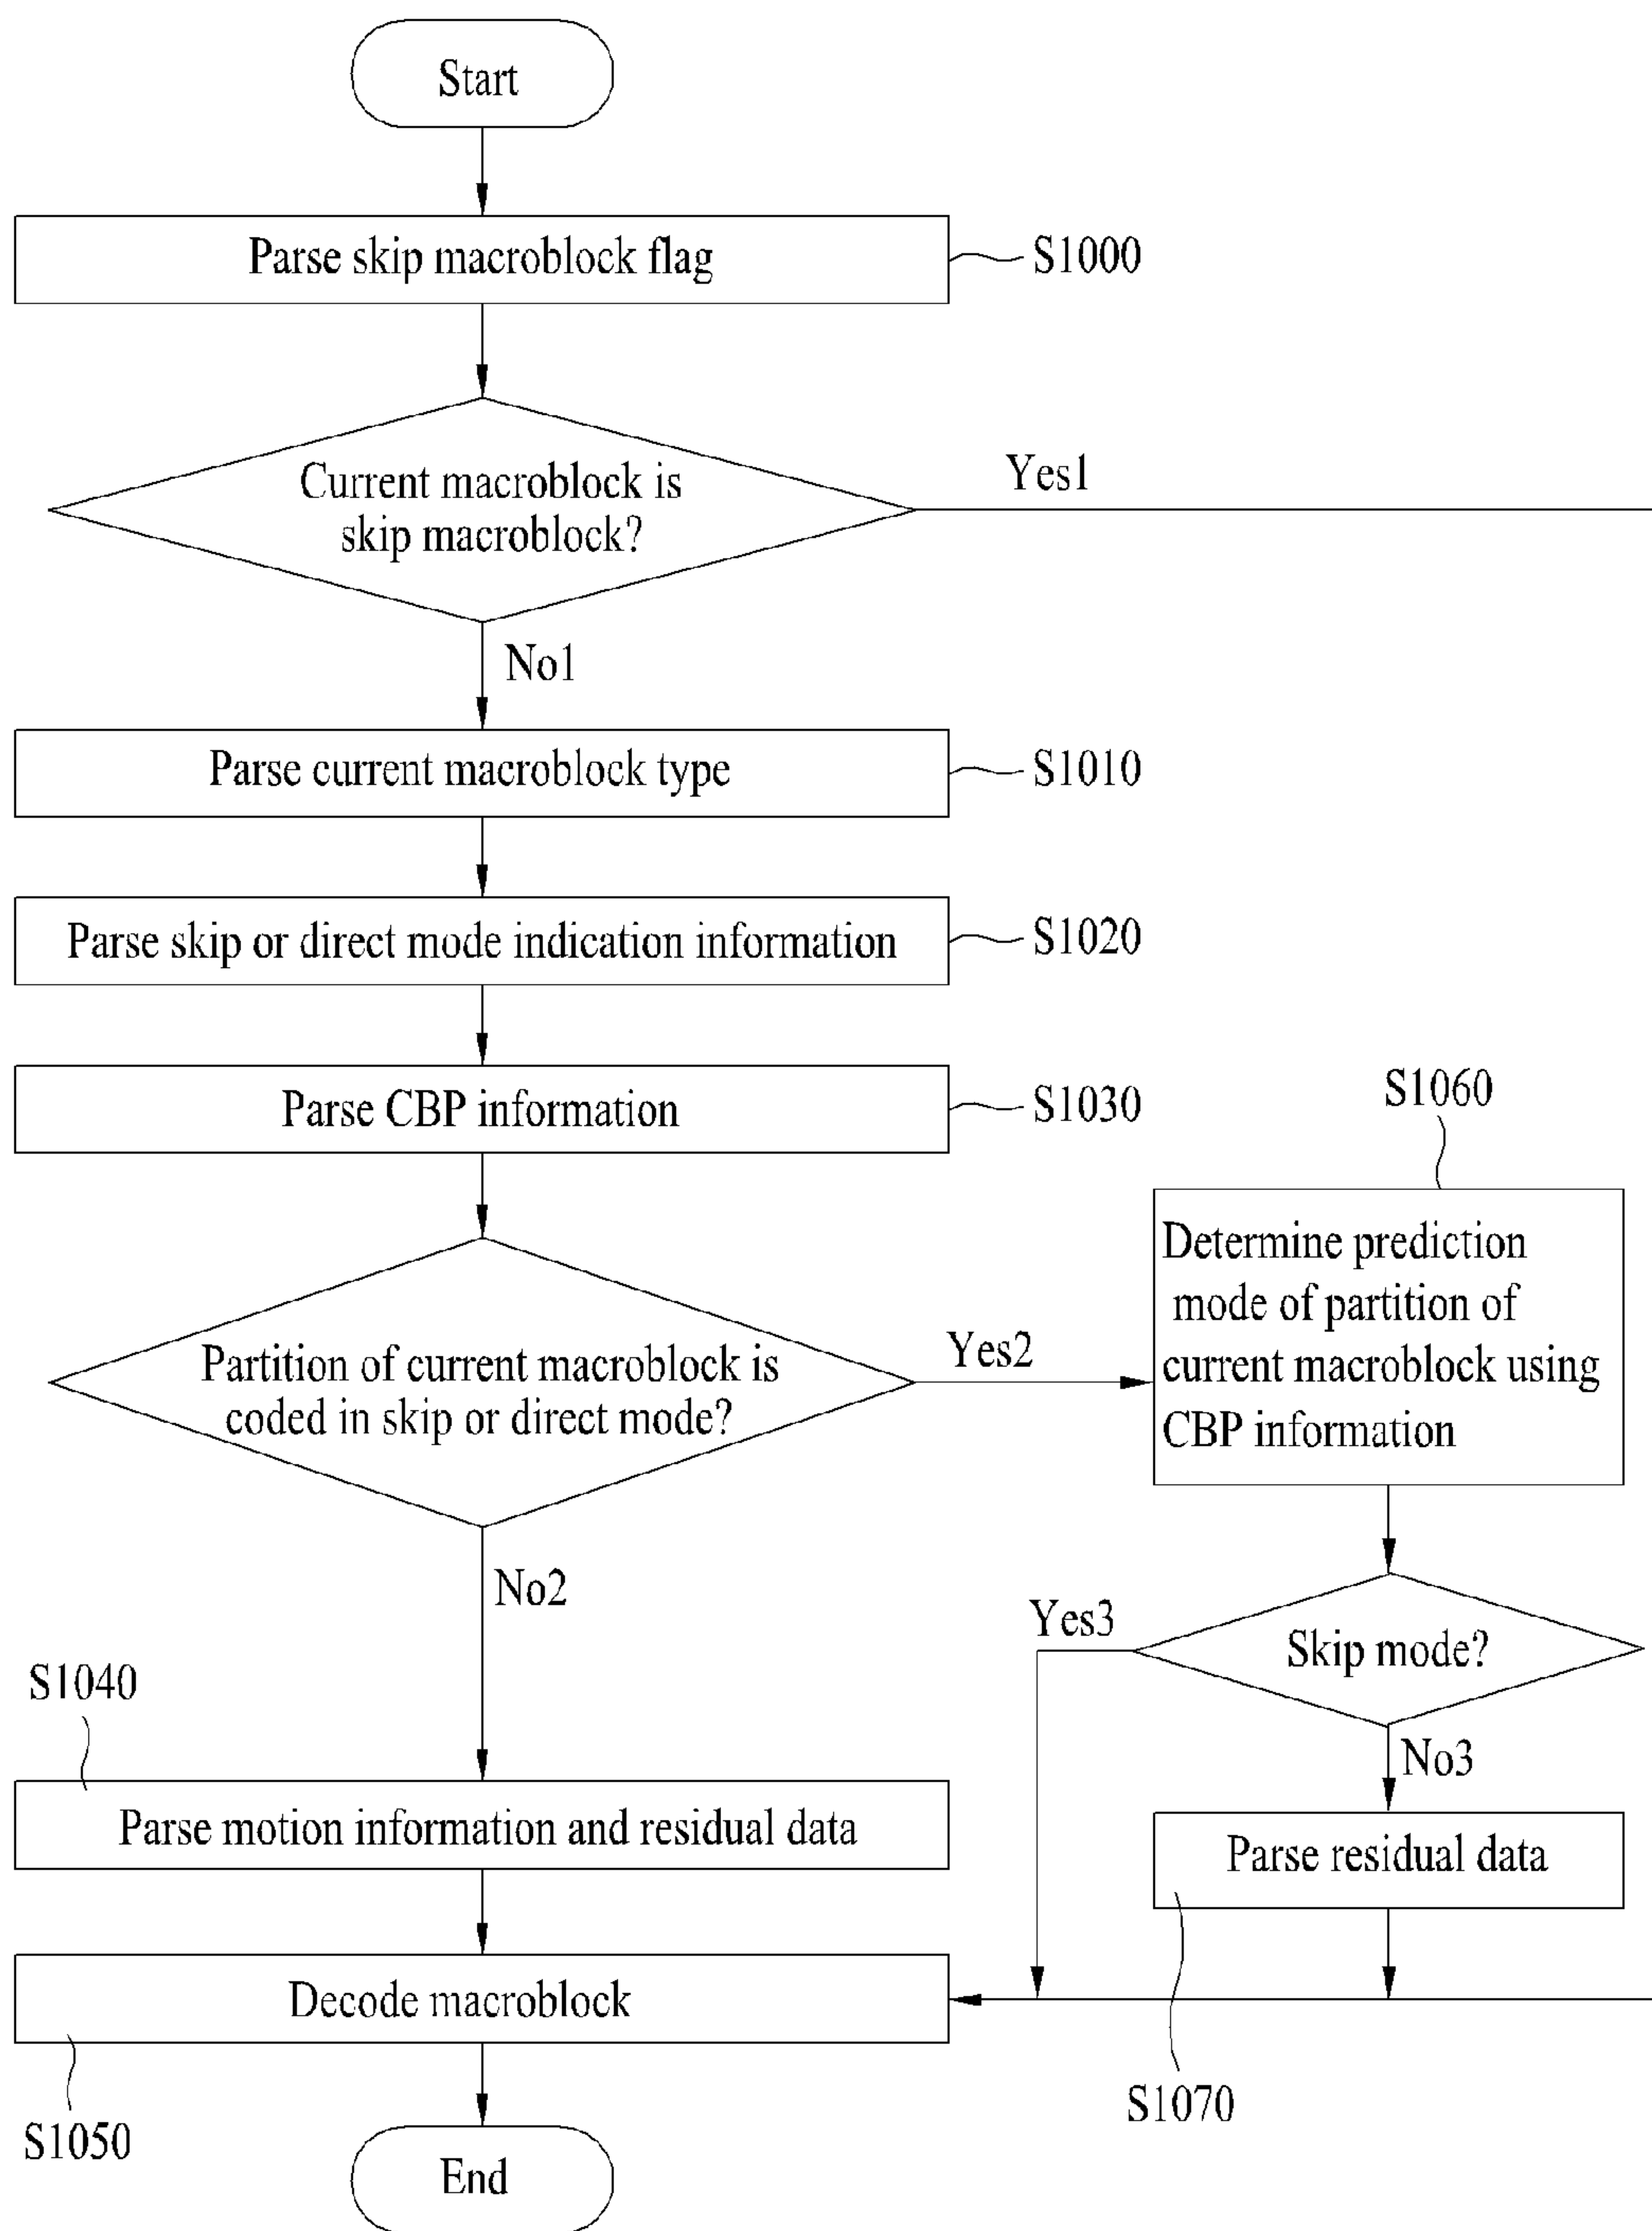 Start
Parse skip macroblock flag
S1000
Current macroblock is
skip macroblock?
Yes1
No1
Parse current macroblock type
S1010
Parse skip or direct mode indication information
S1020
Parse CBP information
S1030
S1060
Determine prediction
mode of partition of
current macroblock using
CBP information
Partition of current macroblock is
coded in skip or direct mode?
Yes2
No2
Yes3
Skip mode?
No3
S1040
Parse motion information and residual data
Parse residual data
Decode macroblock
S1070
S1050
End